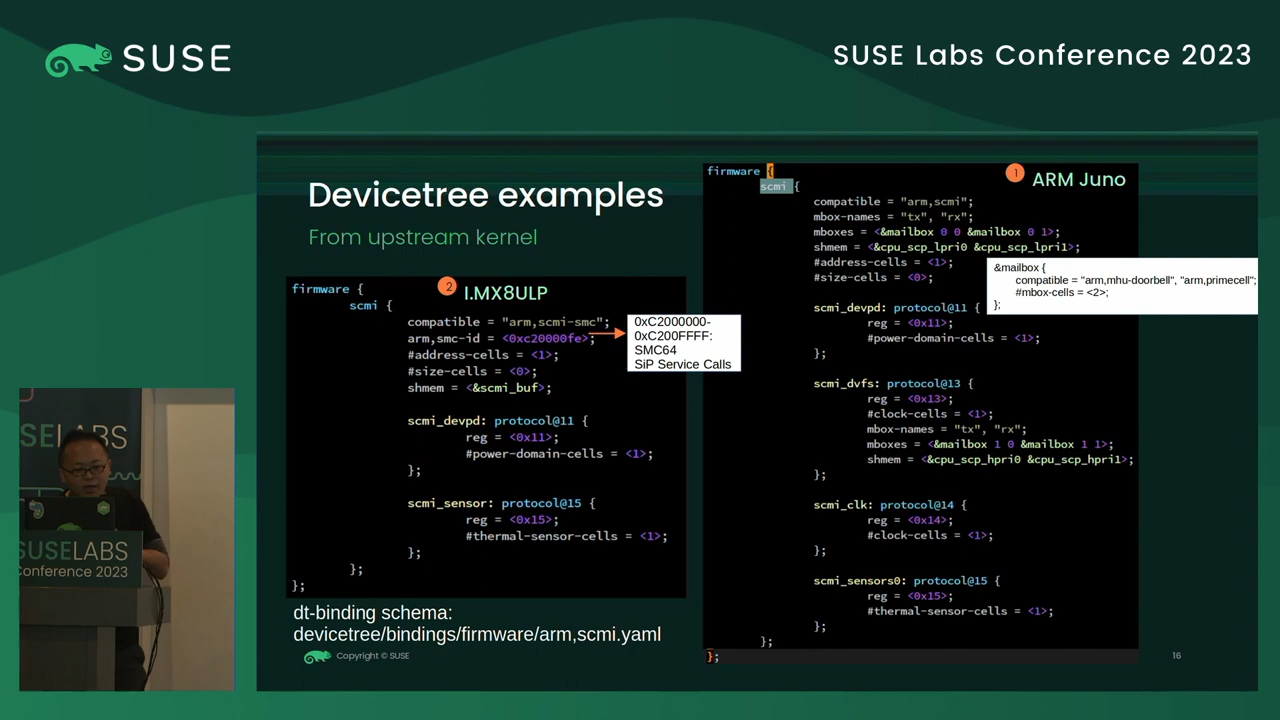 SUSE
SUSE Labs Conference 2023
Devicetree examples
From upstream kernel
2
I.MX8ULP
firmware {
scmi {
compatible = "arm,scmi-smc";
arm,smc-id = <0xc20000fe>;
#address-cells = <1>;
#size-cells = <0>;
shmem = <&scmi_buf>;
scmi_devpd: protocol@11 {
reg = <0x11>;
#power-domain-cells = <1>;
};
scmi_sensor: protocol@15 {
reg = <0x15>;
#thermal-sensor-cells = <1>;
};
};
};
0xC2000000-
0xC200FFFF:
SMC64
SiP Service Calls
dt-binding schema:
devicetree/bindings/firmware/arm,scmi.yaml
Copyright © SUSE
1
ARM Juno
firmware {
scmi {
compatible = "arm,scmi";
mbox-names = "tx", "rx";
mboxes = <&mailbox 0 0 &mailbox 0 1>;
shmem = <&cpu_scp_lpri0 &cpu_scp_lpri1>;
#address-cells = <1>;
#size-cells = <0>;
scmi_devpd: protocol@11 {
reg = <0x11>;
#power-domain-cells = <1>;
};
scmi_dvfs: protocol@13 {
reg = <0x13>;
#clock-cells = <1>;
mbox-names = "tx", "rx";
mboxes = <&mailbox 1 0 &mailbox 1 1>;
shmem = <&cpu_scp_hpri0 &cpu_scp_hpri1>;
};
scmi_clk: protocol@14 {
reg = <0x14>;
#clock-cells = <1>;
};
scmi_sensors0: protocol@15 {
reg = <0x15>;
#thermal-sensor-cells = <1>;
};
};
};
&mailbox {
compatible = "arm,mhu-doorbell", "arm,primecell";
#mbox-cells = <2>;
};
16
SELABS
SUSELABS
Conference 2023